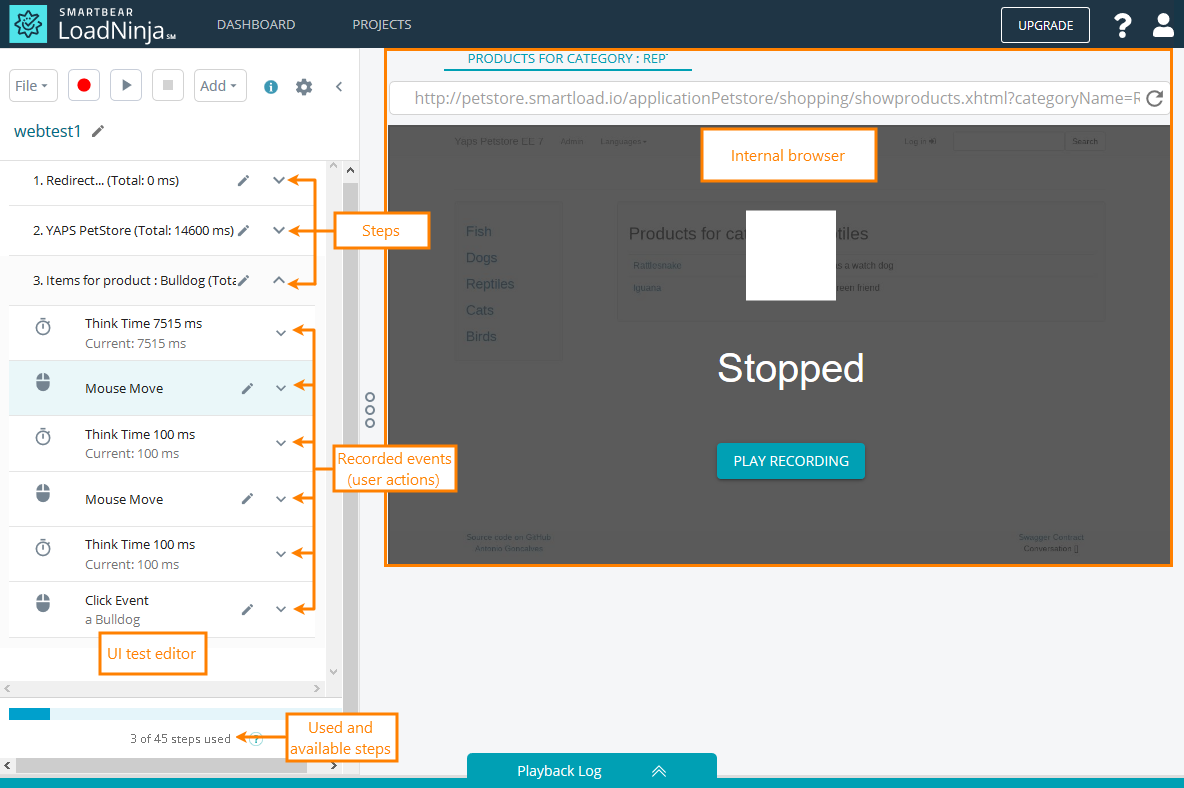 SMARTBEAR
LoadNinja SM
DASHBOARD
PROJECTS
UPGRADE
?
File
Add
webtest1
1. Redirect... (Total: 0 ms)
2. YAPS PetStore (Total: 14600 ms)
3. Items for product : Bulldog (Tota
Think Time 7515 ms
Current: 7515 ms
Mouse Move
Think Time 100 ms
Current: 100 ms
Mouse Move
Think Time 100 ms
Current: 100 ms
Click Event
a Bulldog
UI test editor
3 of 45 steps used
?
Used and
available steps
Steps
Recorded events
(user actions)
PRODUCTS FOR CATEGORY : REP
http://petstore.smartload.io/applicationPetstore/shopping/showproducts.xhtml?categoryName=R
Yaps Petstore EE 7
Admin
Languages
Log in
Search
Internal browser
Fish
Dogs
Reptiles
Cats
Birds
Products for cat
tiles
Rattlesnake
s a watch dog
Iguana
reen friend
Stopped
PLAY RECORDING
Source code on GitHub
Antonio Goncalves
Swagger Contract
Conversation []
Playback Log